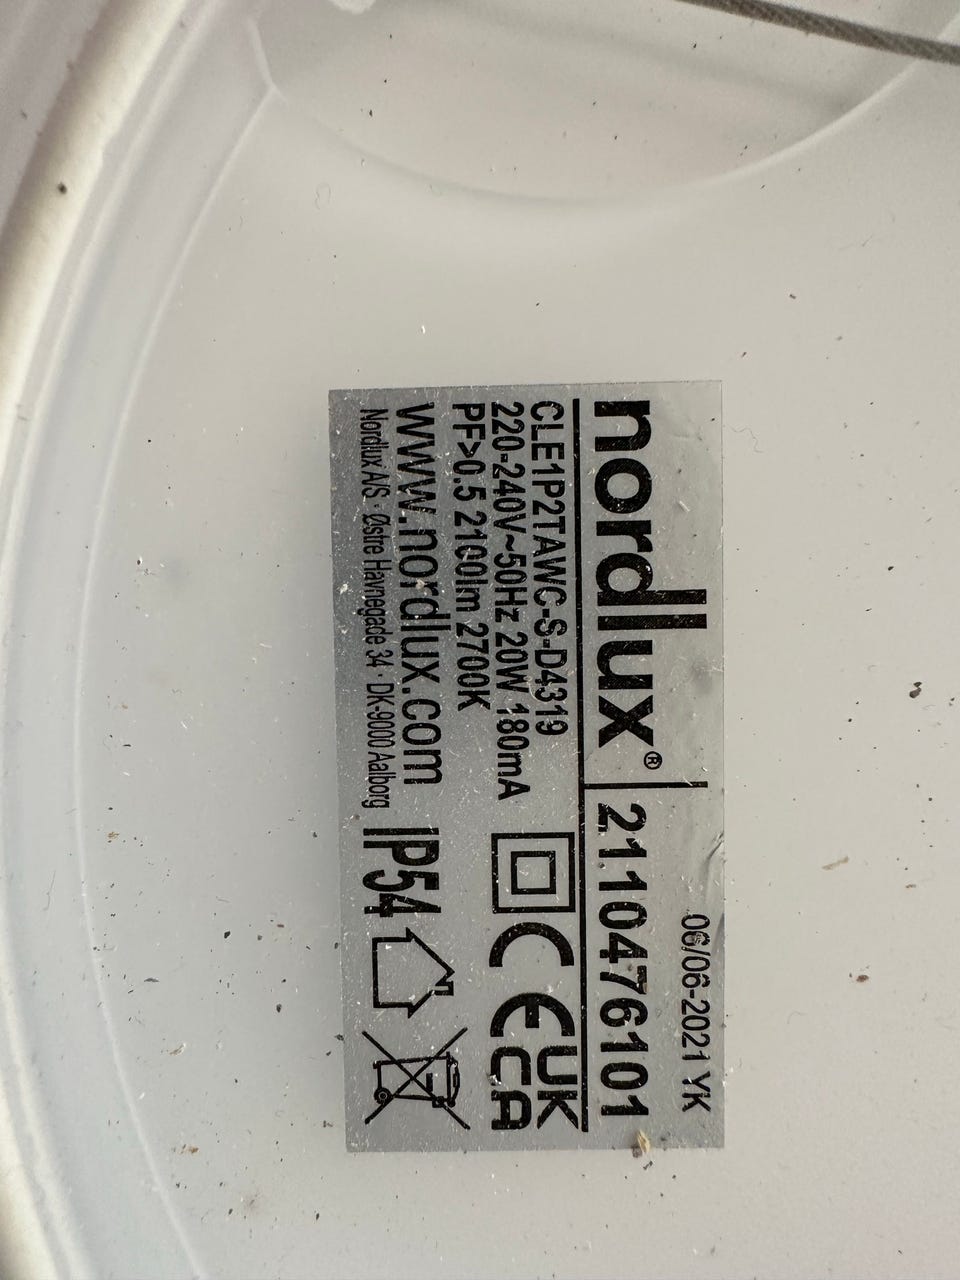 06/06-2021 YK
nordlux® 2110476101
CLE1P2TAWC-S-D4319
220-240V~50Hz 20W 180mA
PF>0.5 2100lm 2700K
CE UK CA
www.nordlux.com
Nordlux A/S · Østre Havnegade 34 · DK-9000 Aalborg
IP54